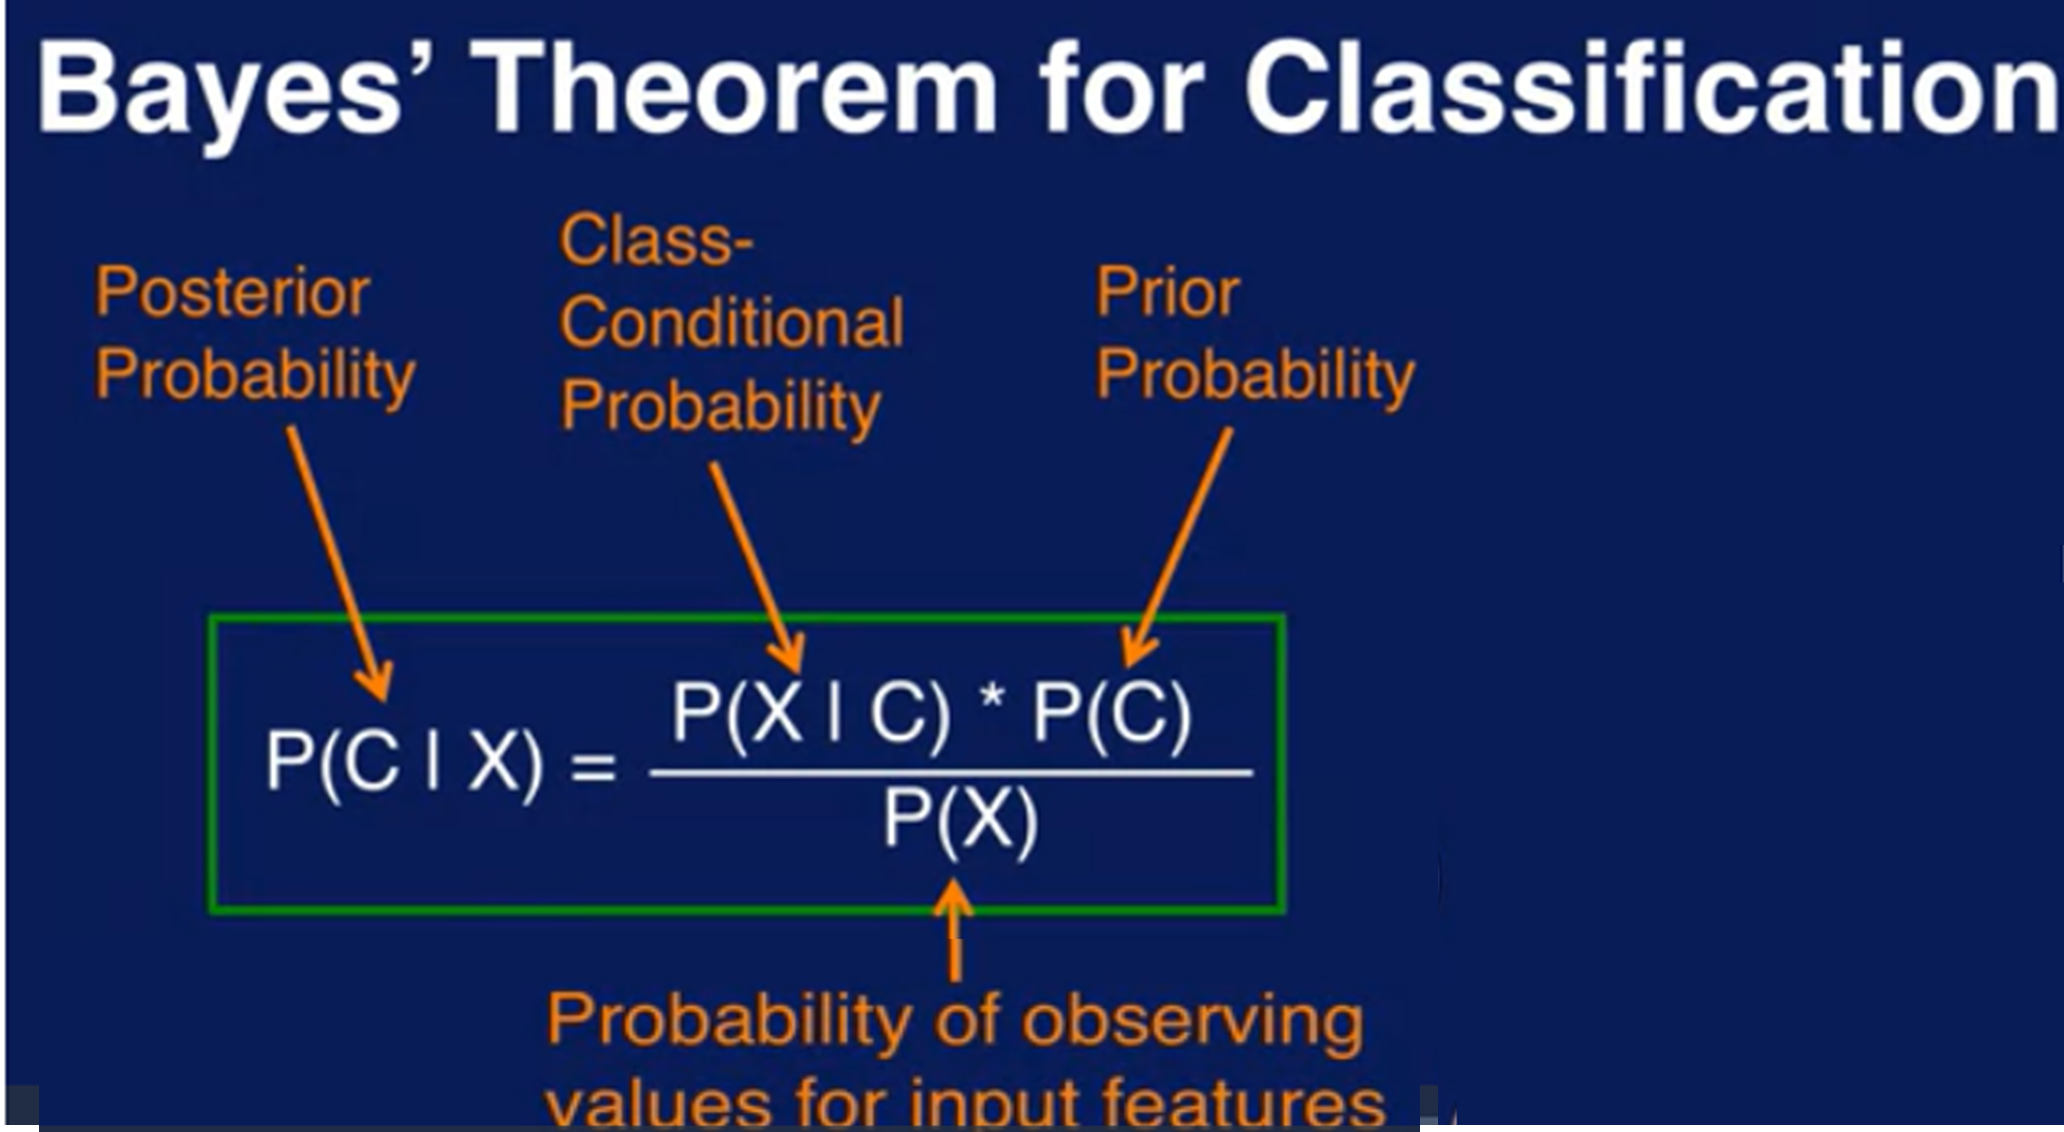 Bayes’ Theorem for Classification
Posterior
Probability
Class-
Conditional
Probability
Prior
Probability
P(C | X) =
P(X | C) * P(C)
P(X)
Probability of observing
values for input features